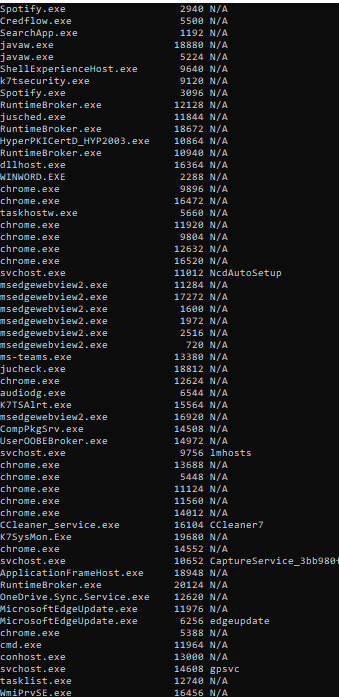 Spotify.exe 2940 N/A
Credflow.exe 5500 N/A
SearchApp.exe 1192 N/A
javaw.exe 18880 N/A
javaw.exe 5224 N/A
ShellExperienceHost.exe 9640 N/A
k7tsecurity.exe 9120 N/A
Spotify.exe 3096 N/A
RuntimeBroker.exe 12128 N/A
jusched.exe 11844 N/A
RuntimeBroker.exe 18672 N/A
HyperPKICertD_HYP2003.exe 10864 N/A
RuntimeBroker.exe 10940 N/A
dllhost.exe 16364 N/A
WINWORD.EXE 2288 N/A
chrome.exe 9896 N/A
chrome.exe 16472 N/A
taskhostw.exe 5660 N/A
chrome.exe 11920 N/A
chrome.exe 9804 N/A
chrome.exe 12632 N/A
chrome.exe 16520 N/A
svchost.exe 11012 NcdAutoSetup
msedgewebview2.exe 11284 N/A
msedgewebview2.exe 17272 N/A
msedgewebview2.exe 1600 N/A
msedgewebview2.exe 1972 N/A
msedgewebview2.exe 2516 N/A
msedgewebview2.exe 720 N/A
ms-teams.exe 13380 N/A
jucheck.exe 18812 N/A
chrome.exe 12624 N/A
audiodg.exe 6544 N/A
K7TSAlrt.exe 15564 N/A
msedgewebview2.exe 16920 N/A
CompPkgSrv.exe 14508 N/A
UserOOBEBroker.exe 14972 N/A
svchost.exe 9756 lmhosts
chrome.exe 13688 N/A
chrome.exe 5448 N/A
chrome.exe 11124 N/A
chrome.exe 11560 N/A
chrome.exe 14012 N/A
CCleaner_service.exe 16104 CCleaner7
K7SysMon.Exe 19680 N/A
chrome.exe 14552 N/A
svchost.exe 10652 CaptureService_3bb980
ApplicationFrameHost.exe 18948 N/A
RuntimeBroker.exe 20124 N/A
OneDrive.Sync.Service.exe 12620 N/A
MicrosoftEdgeUpdate.exe 11976 N/A
MicrosoftEdgeUpdate.exe 6256 edgeupdate
chrome.exe 5388 N/A
cmd.exe 11964 N/A
conhost.exe 13000 N/A
svchost.exe 14608 gpsvc
tasklist.exe 12740 N/A
WmiPrvSE.exe 16456 N/A